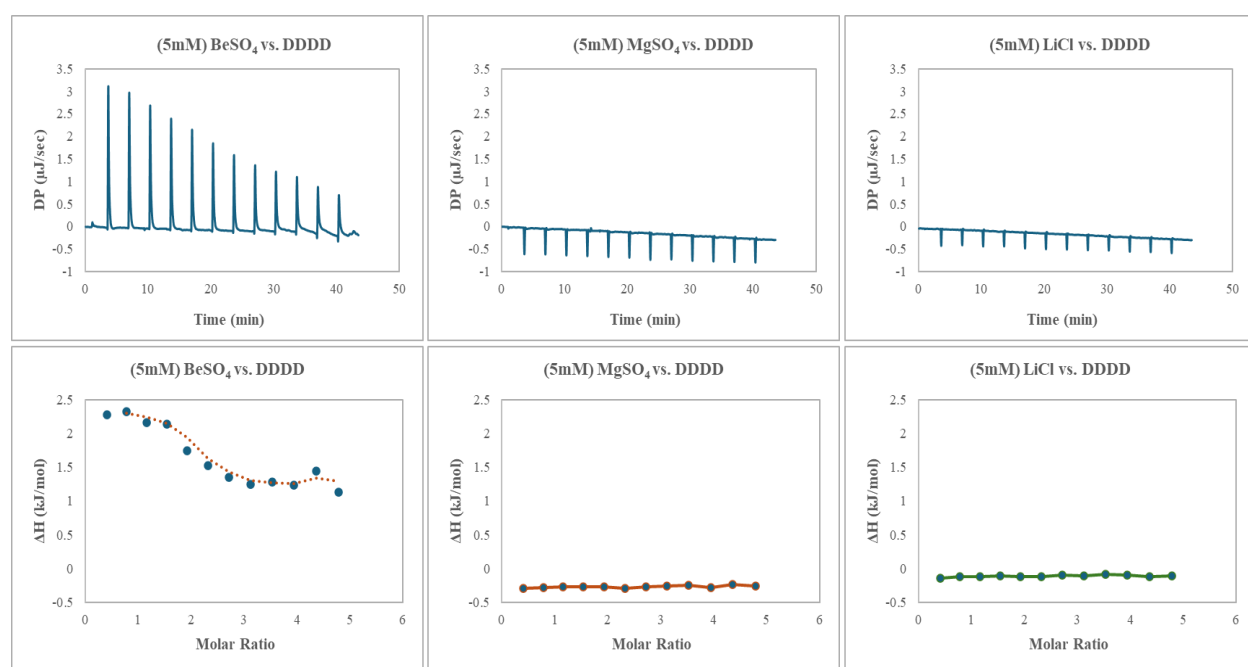 (5mM) BeSO₄ vs. DDDD
3.5
3
2.5
2
1.5
1
0.5
0
-0.5
-1
0 10 20 30 40 50
DP (µJ/sec)
Time (min)
(5mM) MgSO₄ vs. DDDD
3.5
3
2.5
2
1.5
1
0.5
0
-0.5
-1
0 10 20 30 40 50
DP (µJ/sec)
Time (min)
(5mM) LiCl vs. DDDD
3.5
3
2.5
2
1.5
1
0.5
0
-0.5
-1
0 10 20 30 40 50
DP (µJ/sec)
Time (min)
(5mM) BeSO₄ vs. DDDD
2.5
2
1.5
1
0.5
0
-0.5
0 1 2 3 4 5 6
ΔH (kJ/mol)
Molar Ratio
(5mM) MgSO₄ vs. DDDD
2.5
2
1.5
1
0.5
0
-0.5
0 1 2 3 4 5 6
ΔH (kJ/mol)
Molar Ratio
(5mM) LiCl vs. DDDD
2.5
2
1.5
1
0.5
0
-0.5
0 1 2 3 4 5 6
ΔH (kJ/mol)
Molar Ratio